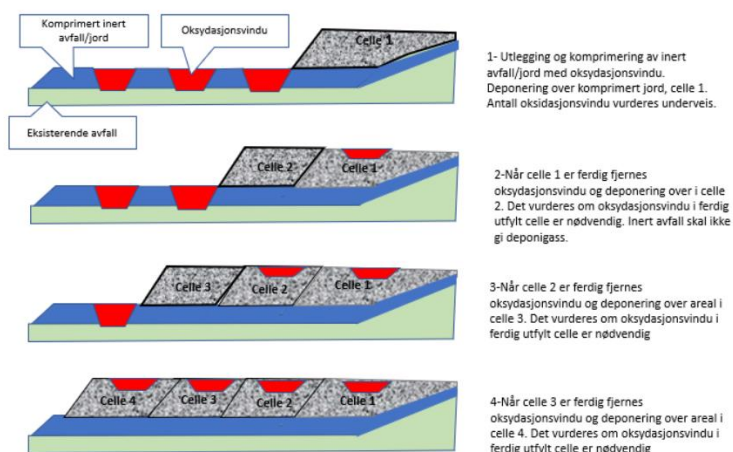 Komprimert inert
avfall/jord
Oksydasjonsvindu
Celle 1
Eksisterende avfall
1- Utlegging og komprimering av inert
avfall/jord med oksydasjonsvindu.
Deponering over komprimert jord, celle 1.
Antall oksidasjonsvindu vurderes underveis.
Celle 2
Celle 1
2-Når celle 1 er ferdig fjernes
oksydasjonsvindu og deponering over i celle
2. Det vurderes om oksydasjonsvindu i ferdig
utfylt celle er nødvendig. Inert avfall skal ikke
gi deponigass.
Celle 3
Celle 2
Celle 1
3-Når celle 2 er ferdig fjernes
oksydasjonsvindu og deponering over areal i
celle 3. Det vurderes om oksydasjonsvindu i
ferdig utfylt celle er nødvendig
Celle 4
Celle 3
Celle 2
Celle 1
4-Når celle 3 er ferdig fjernes
oksydasjonsvindu og deponering over areal i
celle 4. Det vurderes om oksydasjonsvindu i
ferdig utfylt celle er nødvendig